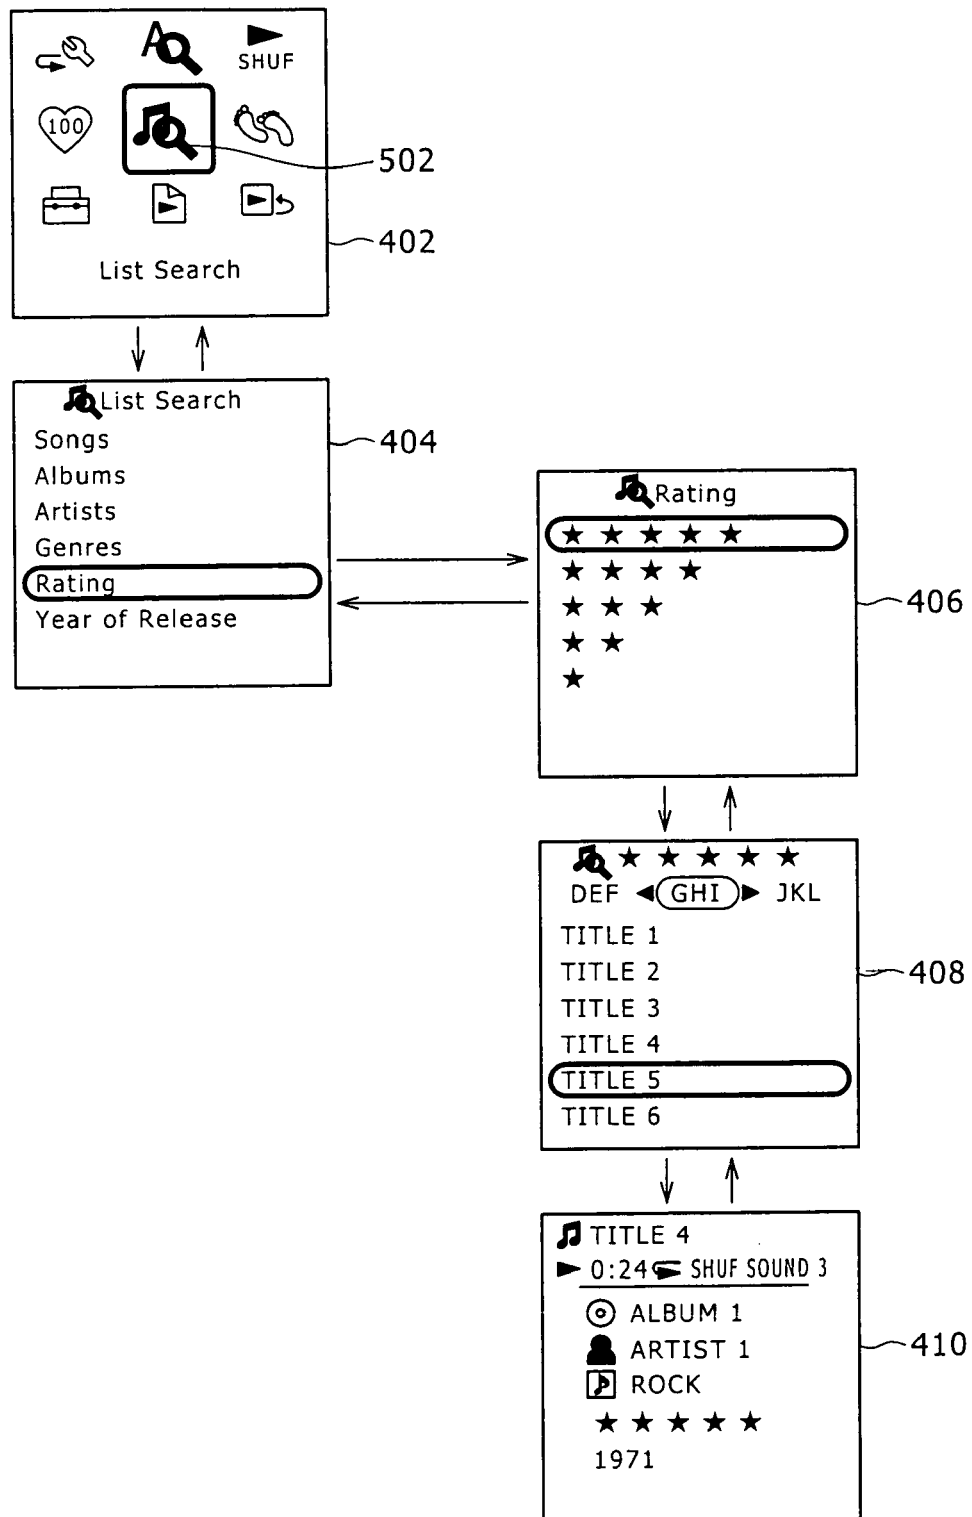 A
SHUF
100
502
402
List Search
List Search
404
Songs
Albums
Artists
Genres
Rating
Year of Release
Rating
★ ★ ★ ★ ★
★ ★ ★ ★
★ ★ ★
★ ★
★
406
★ ★ ★ ★ ★
DEF ◀ GHI ▶ JKL
TITLE 1
TITLE 2
TITLE 3
TITLE 4
TITLE 5
TITLE 6
408
TITLE 4
▶ 0:24 SHUF SOUND 3
ALBUM 1
ARTIST 1
ROCK
★ ★ ★ ★ ★
1971
410